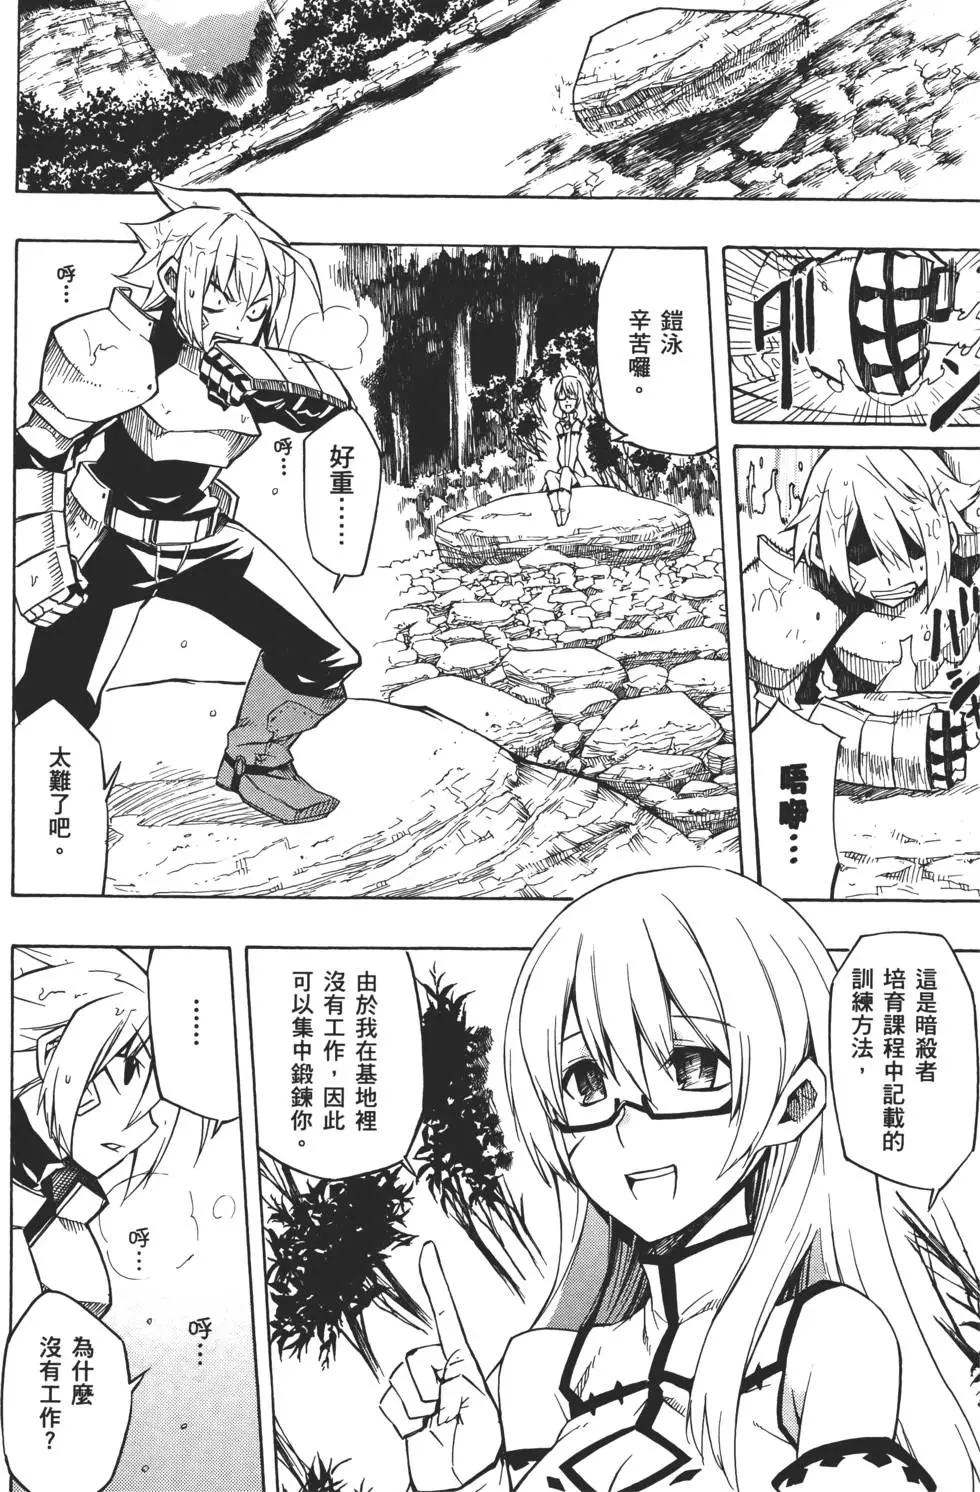 唔咿…
鎧泳
辛苦囉。
呼…
呼…
好重……
太難了吧。
這是暗殺者
培育課程中記載的
訓練方法，
由於我在基地裡
沒有工作，因此
可以集中鍛鍊你。
……
呼…
呼…
為什麼
沒有工作？